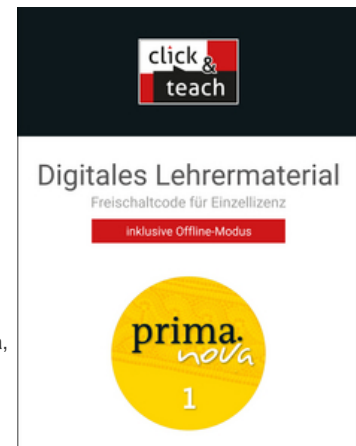 click &
teach
Digitales Lehrermaterial
Freischaltcode für Einzellizenz
inklusive Offline-Modus
prima.
nova
1